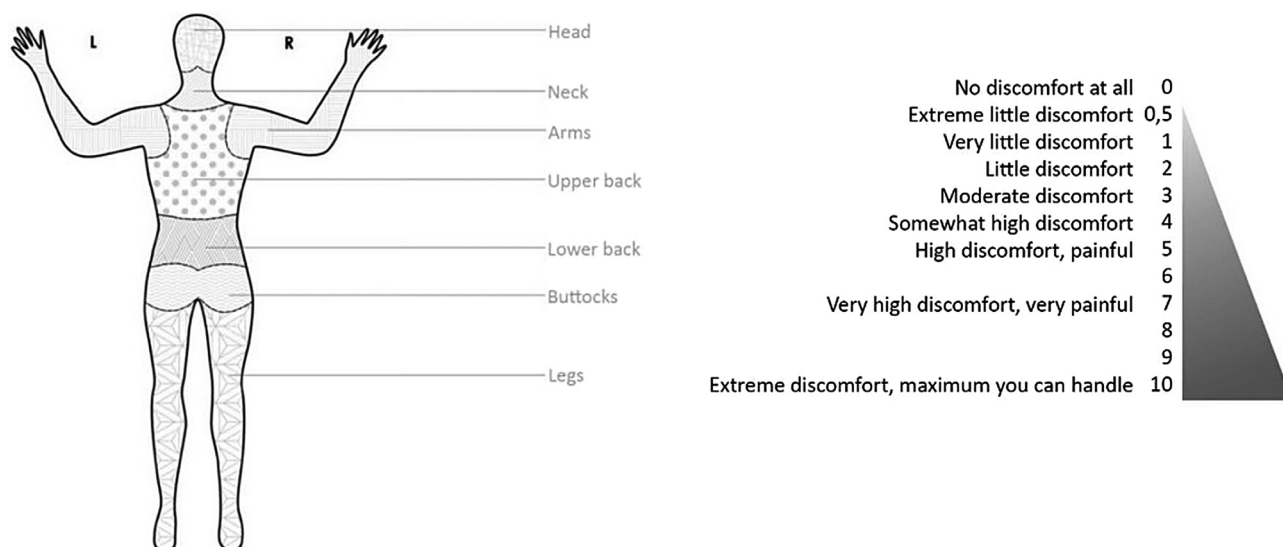 L
R
Head
Neck
Arms
Upper back
Lower back
Buttocks
Legs
No discomfort at all 0
Extreme little discomfort 0,5
Very little discomfort 1
Little discomfort 2
Moderate discomfort 3
Somewhat high discomfort 4
High discomfort, painful 5
6
Very high discomfort, very painful 7
8
9
Extreme discomfort, maximum you can handle 10